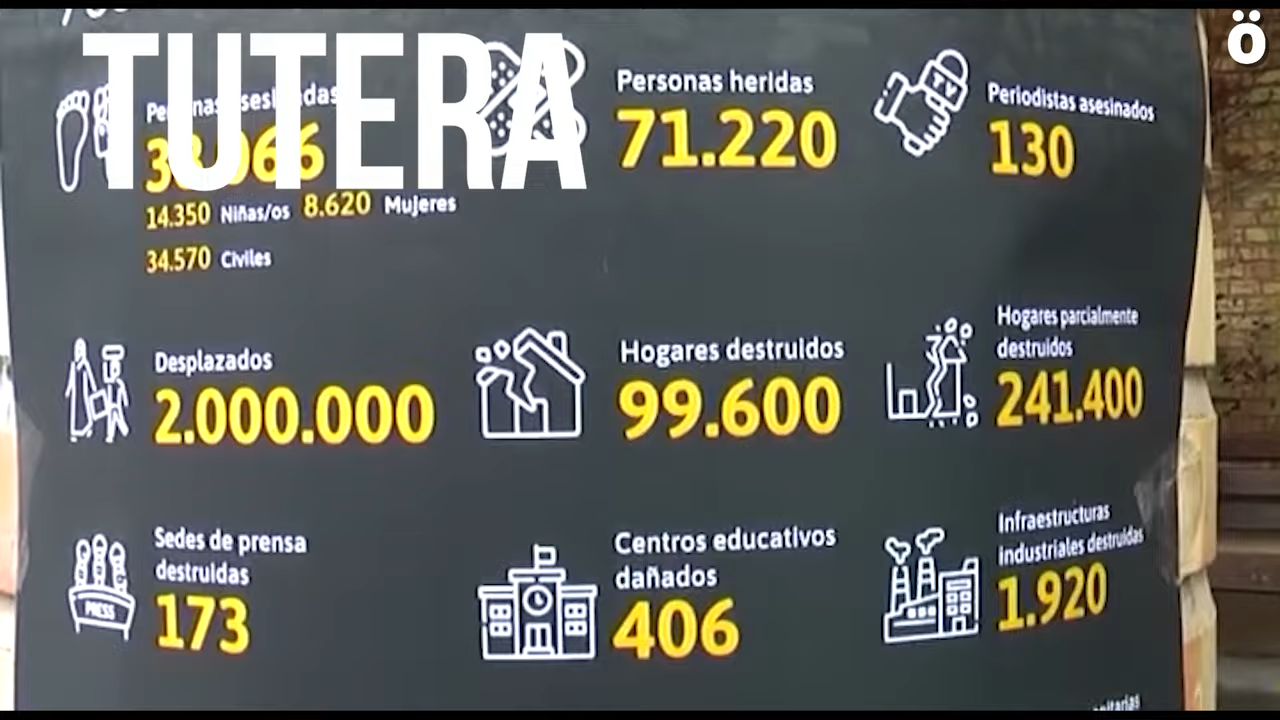 TUTERA
ö
Personas heridas
71.220
Periodistas asesinados
130
14.350 Niñas/os 8.620 Mujeres
34.570 Civiles
Desplazados
2.000.000
Hogares destruidos
99.600
Hogares parcialmente
destruidos
241.400
Sedes de prensa
destruidas
173
PRESS
Centros educativos
dañados
406
Infraestructuras
industriales destruidas
1.920